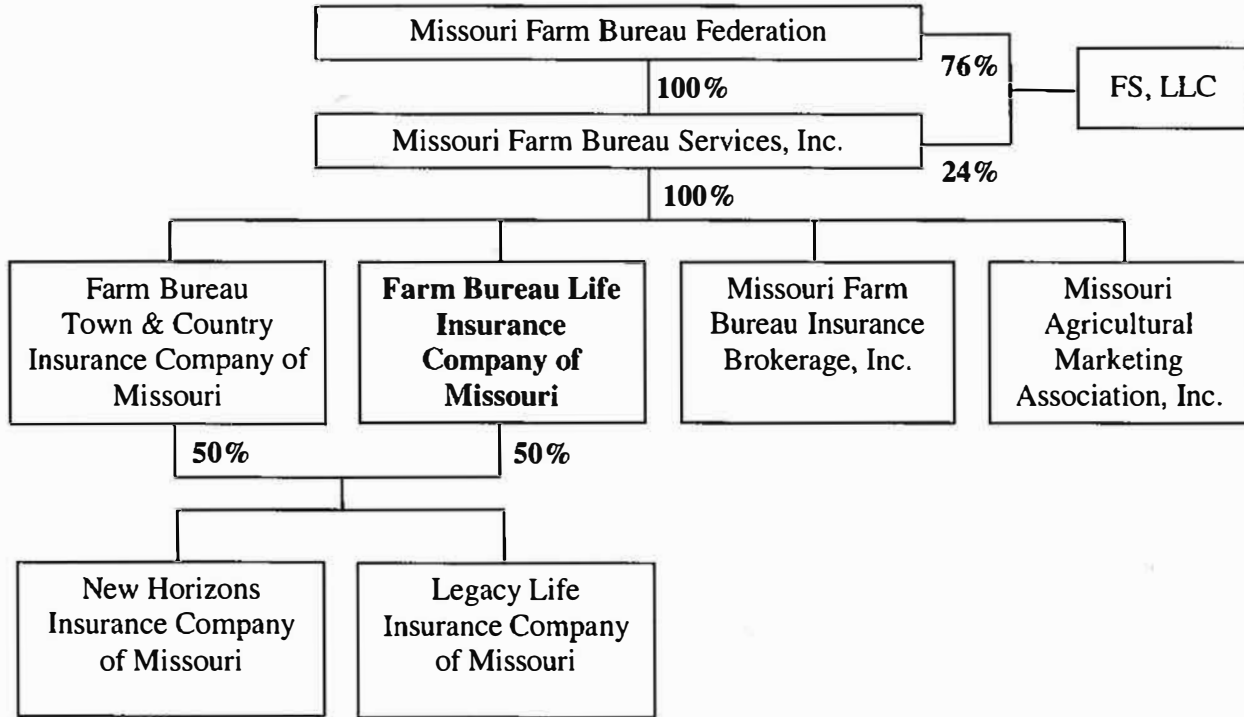 Missouri Farm Bureau Federation
76%
100%
FS, LLC
Missouri Farm Bureau Services, Inc.
24%
100%
Farm Bureau
Town & Country
Insurance Company of
Missouri
Farm Bureau Life
Insurance
Company of
Missouri
Missouri Farm
Bureau Insurance
Brokerage, Inc.
Missouri
Agricultural
Marketing
Association, Inc.
50%
50%
New Horizons
Insurance Company
of Missouri
Legacy Life
Insurance Company
of Missouri